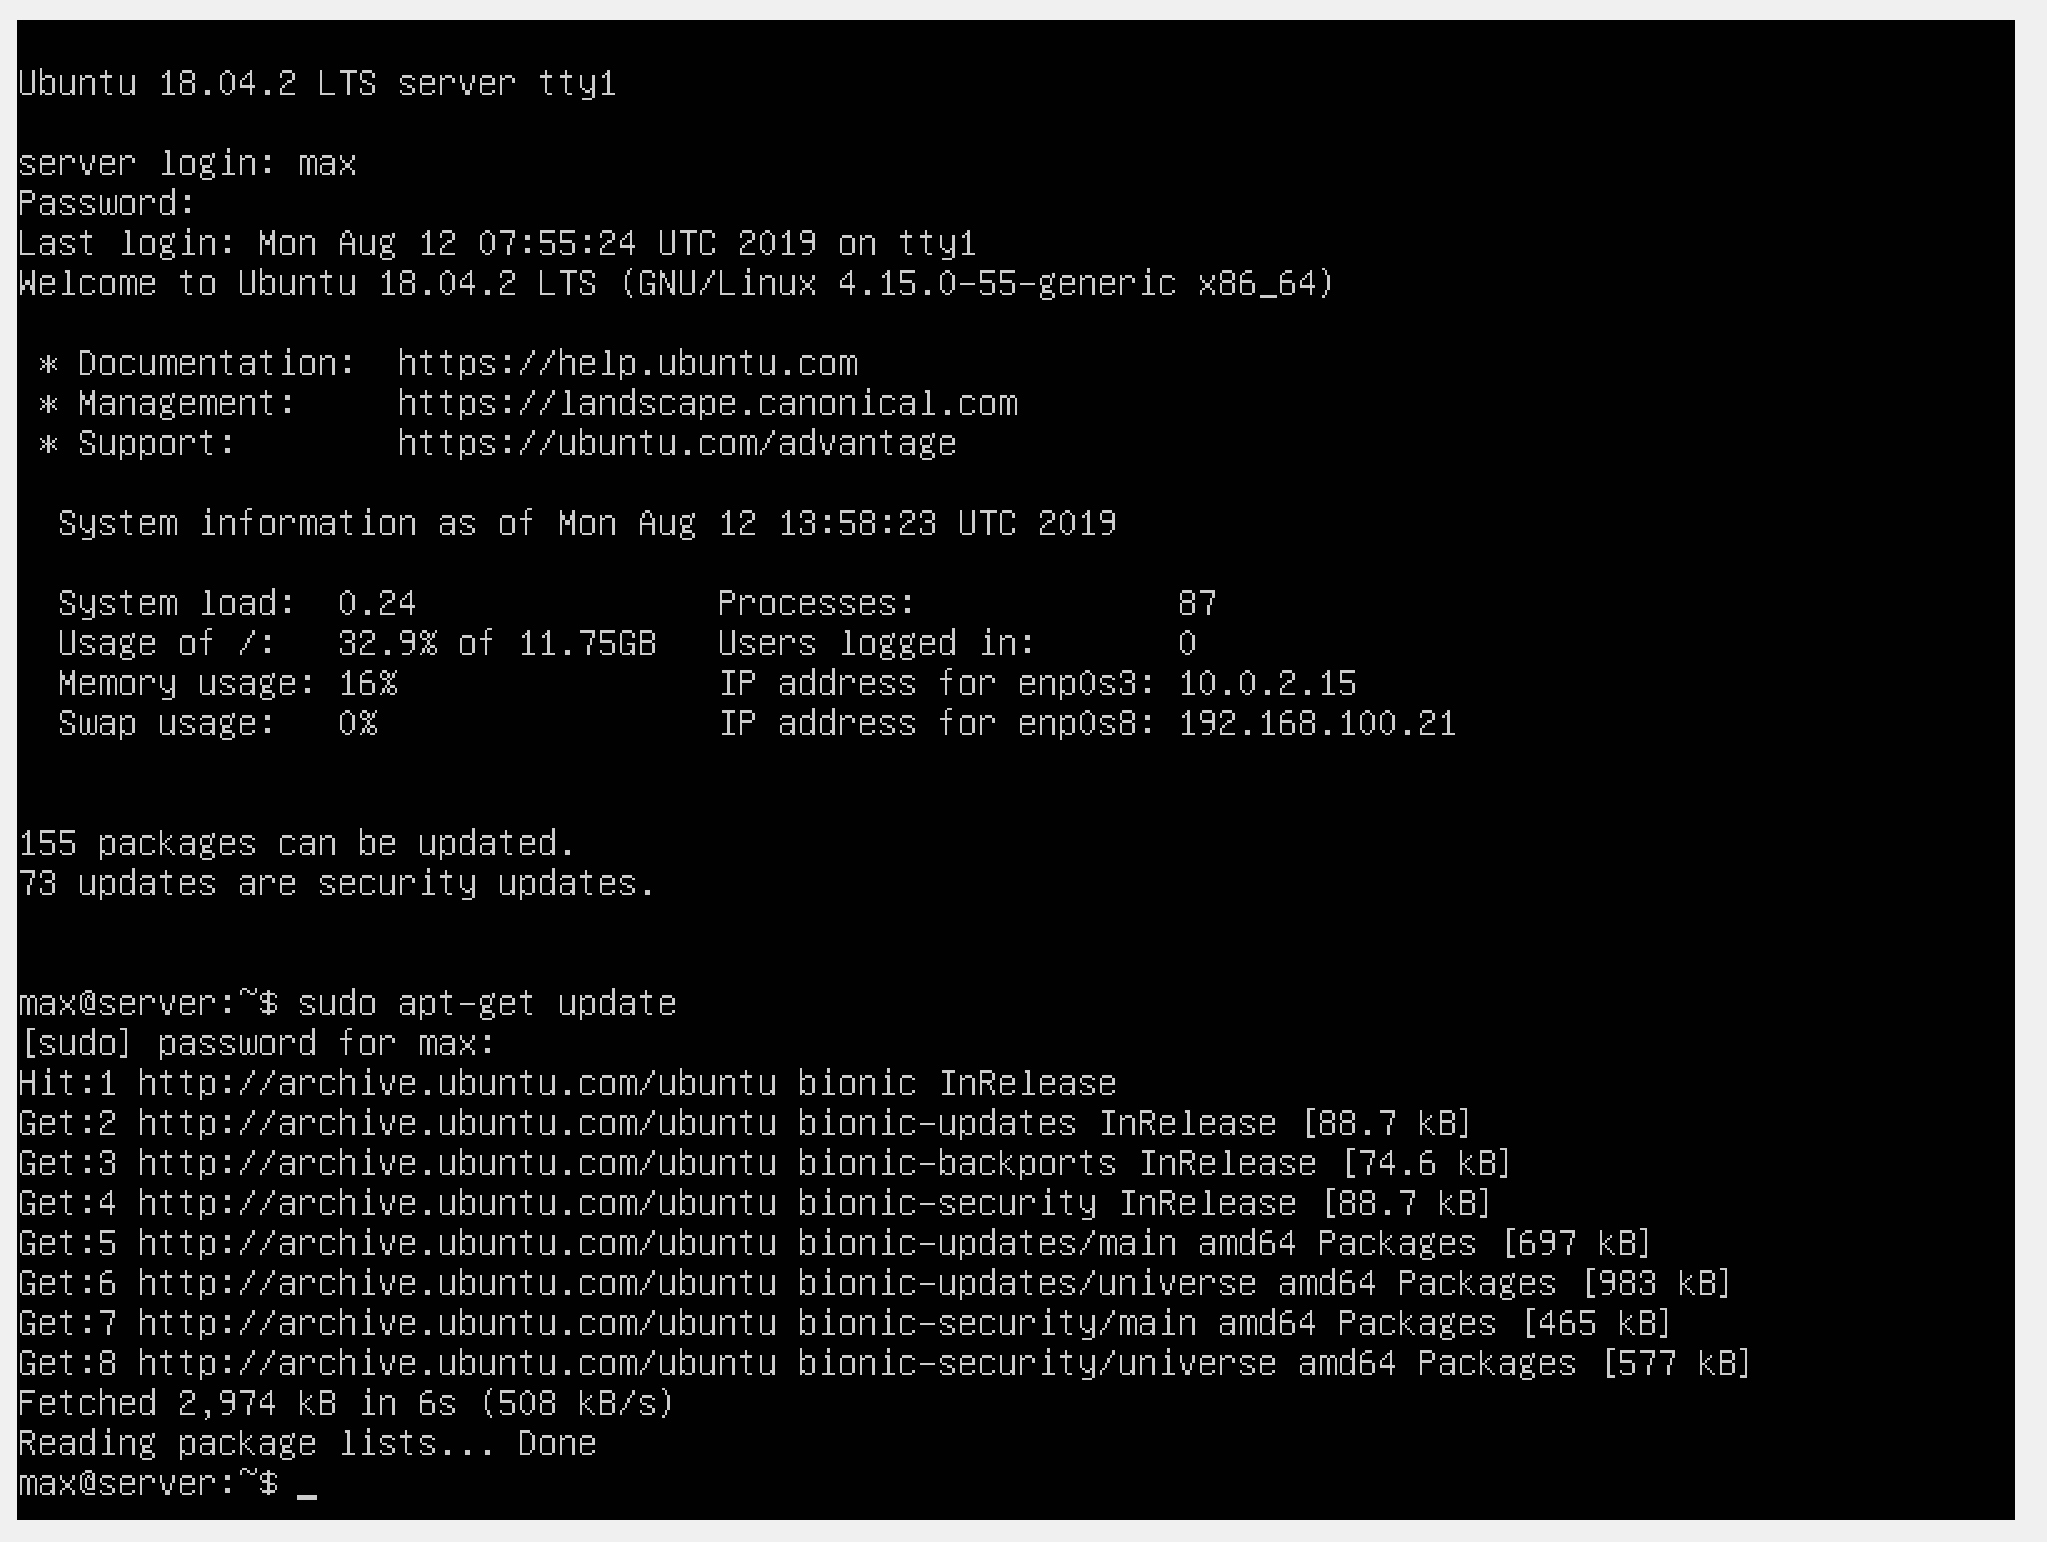 Ubuntu 18.04.2 LTS server tty1
server login: max
Password:
Last login: Mon Aug 12 07:55:24 UTC 2019 on tty1
Welcome to Ubuntu 18.04.2 LTS (GNU/Linux 4.15.0-55-generic x86_64)
* Documentation:  https://help.ubuntu.com
* Management:     https://landscape.canonical.com
* Support:        https://ubuntu.com/advantage
System information as of Mon Aug 12 13:58:23 UTC 2019
System load:  0.24               Processes:             87
Usage of /:   32.9% of 11.75GB   Users logged in:       0
Memory usage: 16%                IP address for enp0s3: 10.0.2.15
Swap usage:   0%                 IP address for enp0s8: 192.168.100.21
155 packages can be updated.
73 updates are security updates.
max@server:~$ sudo apt-get update
[sudo] password for max:
Hit:1 http://archive.ubuntu.com/ubuntu bionic InRelease
Get:2 http://archive.ubuntu.com/ubuntu bionic-updates InRelease [88.7 kB]
Get:3 http://archive.ubuntu.com/ubuntu bionic-backports InRelease [74.6 kB]
Get:4 http://archive.ubuntu.com/ubuntu bionic-security InRelease [88.7 kB]
Get:5 http://archive.ubuntu.com/ubuntu bionic-updates/main amd64 Packages [697 kB]
Get:6 http://archive.ubuntu.com/ubuntu bionic-updates/universe amd64 Packages [983 kB]
Get:7 http://archive.ubuntu.com/ubuntu bionic-security/main amd64 Packages [465 kB]
Get:8 http://archive.ubuntu.com/ubuntu bionic-security/universe amd64 Packages [577 kB]
Fetched 2,974 kB in 6s (508 kB/s)
Reading package lists... Done
max@server:~$ _